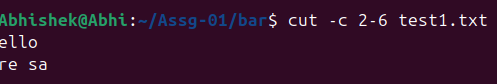 Abhishek@Abhi:~/Assg-01/bar$ cut -c 2-6 test1.txt
ello
re sa